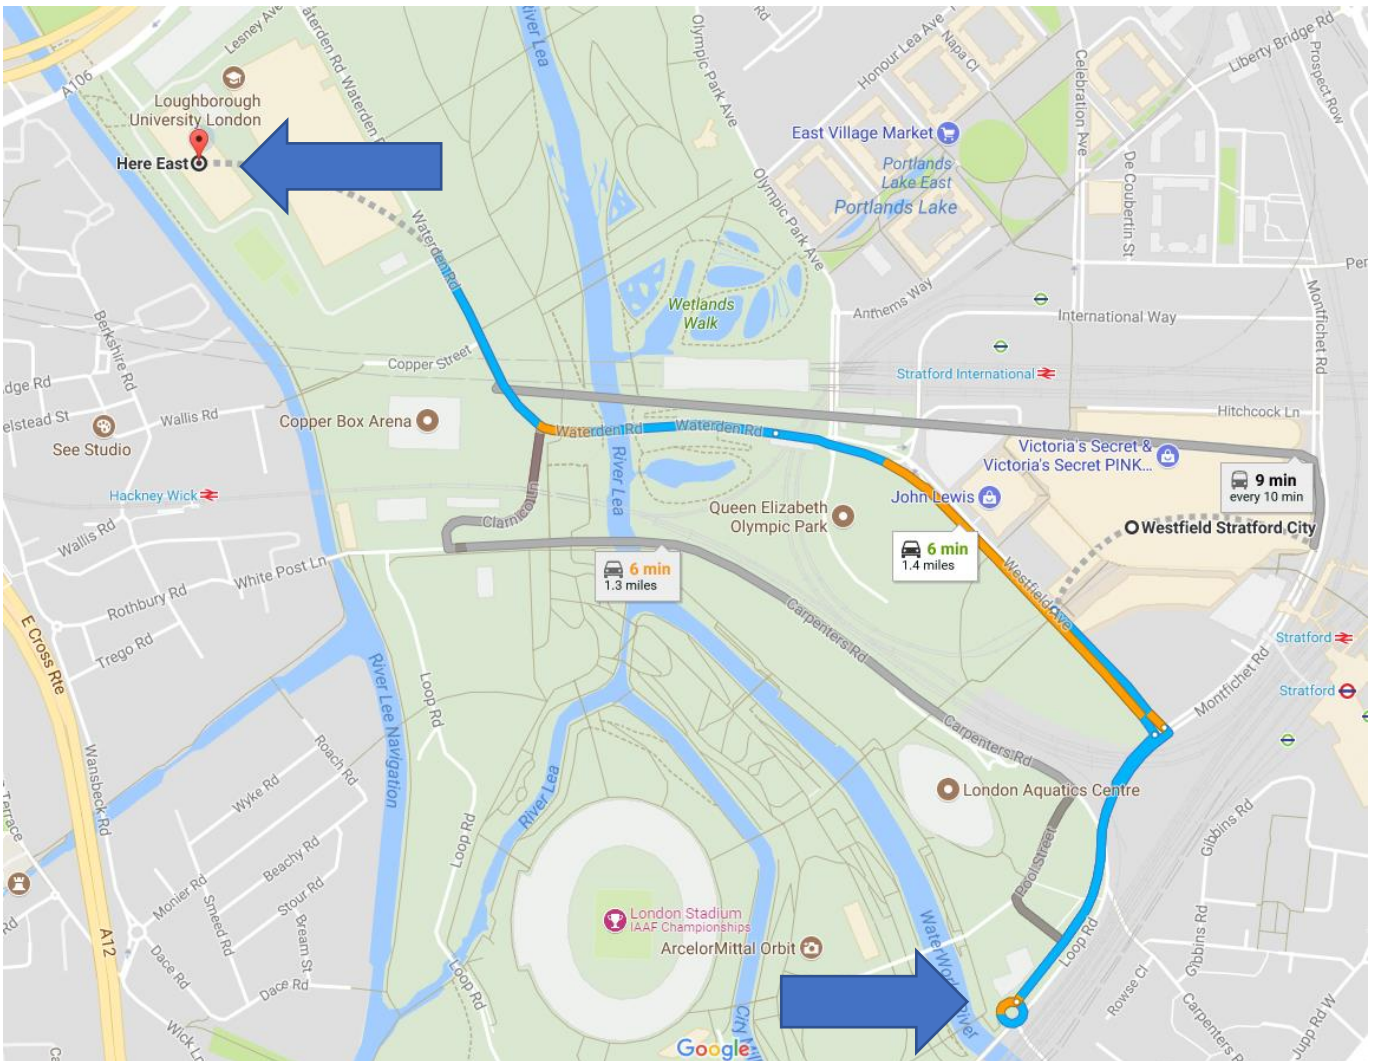 Lesney Ave
Waterden Rd
Waterden Rd
River Lea
Olympic Park Ave
Honour Lea Ave
Napa Cl
Celebration Ave
Liberty Bridge Rd
Prospect Row
A106
Loughborough
University London
Here East
East Village Market
Portlands
Lake East
Portlands Lake
De Coubertin St
Olympic Park Ave
Waterden Rd
Anthems Way
International Way
Montfichet Rd
Wetlands
Walk
Berkshire Rd
Copper Street
Stratford International
Wallis Rd
Copper Box Arena
See Studio
Waterden Rd
Waterden Rd
Hitchcock Ln
Victoria's Secret &
Victoria's Secret PINK...
9 min
every 10 min
Hackney Wick
River Lea
John Lewis
Queen Elizabeth
Olympic Park
Clarnico Ln
Westfield Stratford City
Wallis Rd
White Post Ln
6 min
1.3 miles
6 min
1.4 miles
Westfield Ave
Rothbury Rd
Trego Rd
E Cross Rte
Carpenters Rd
Stratford
Stratford
Montfichet Rd
River Lee Navigation
Loop Rd
Carpenters Rd
Wansbeck Rd
Roach Rd
Wyke Rd
River Lea
London Aquatics Centre
Gibbins Rd
Beachy Rd
Loop Rd
Pool Street
Monier Rd
Stour Rd
Smeed Rd
Bream St
London Stadium
IAAF Championships
ArcelorMittal Orbit
Loop Rd
A12
Dace Rd
Dace Rd
Loop Rd
Gibbins Rd
Rowse Cl
Carpenters R
Jupp Rd W
Wick Ln
Google